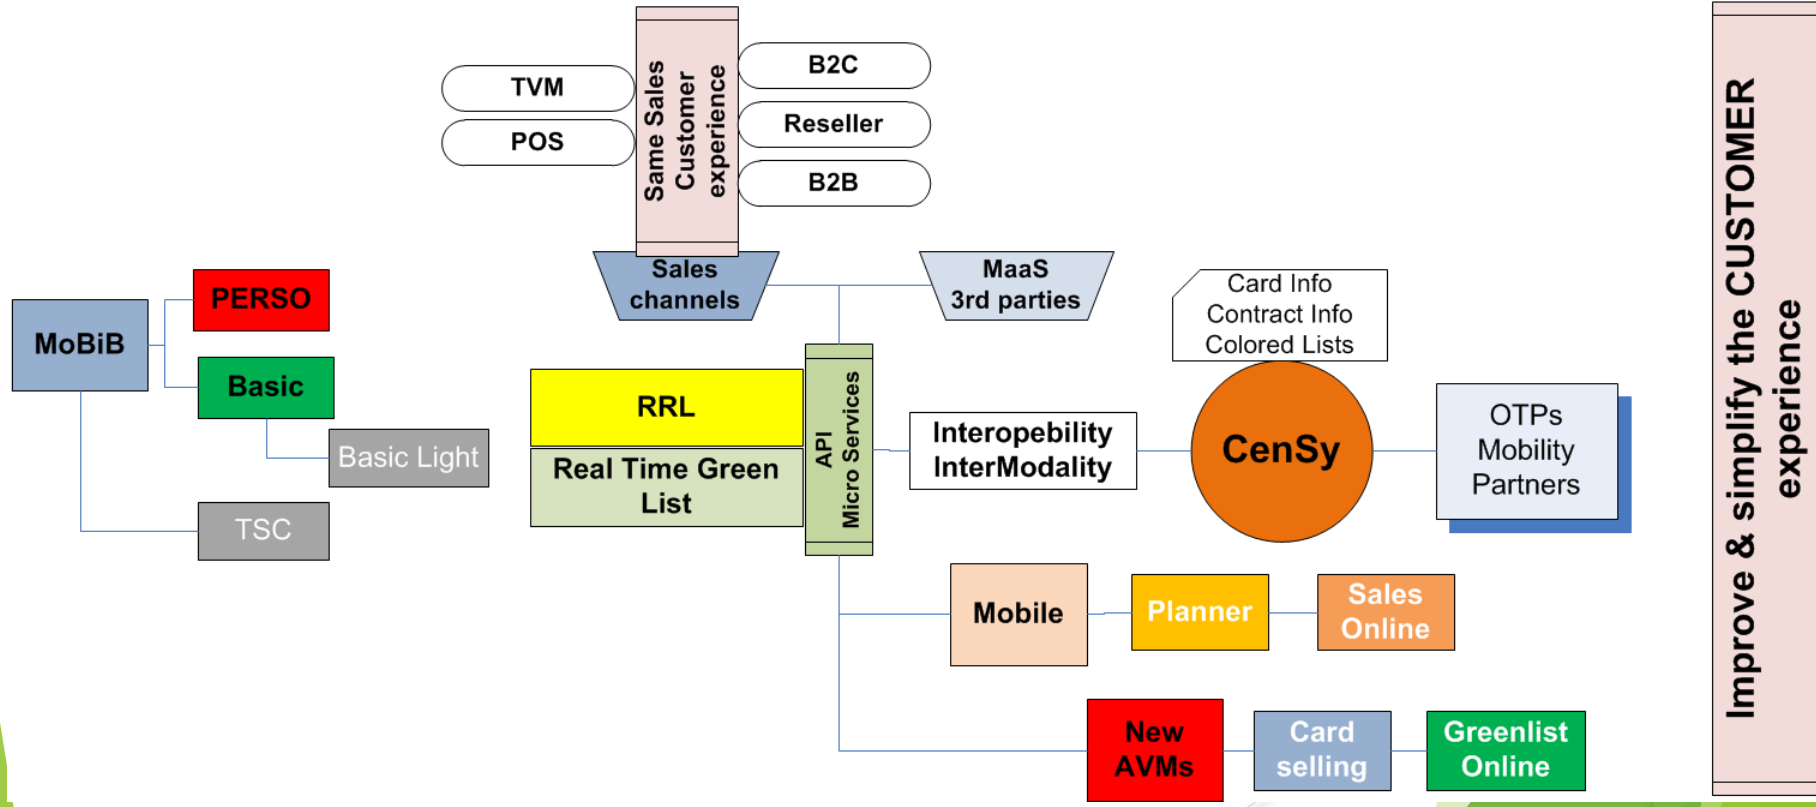 TVM
POS
Same Sales
Customer
experience
B2C
Reseller
B2B
Sales
channels
MaaS
3rd parties
MoBiB
PERSO
Basic
Basic Light
TSC
RRL
Real Time Green
List
API
Micro Services
Interopebility
InterModality
Card Info
Contract Info
Colored Lists
CenSy
OTPs
Mobility
Partners
Mobile
Planner
Sales
Online
New
AVMs
Card
selling
Greenlist
Online
Improve & simplify the CUSTOMER
experience